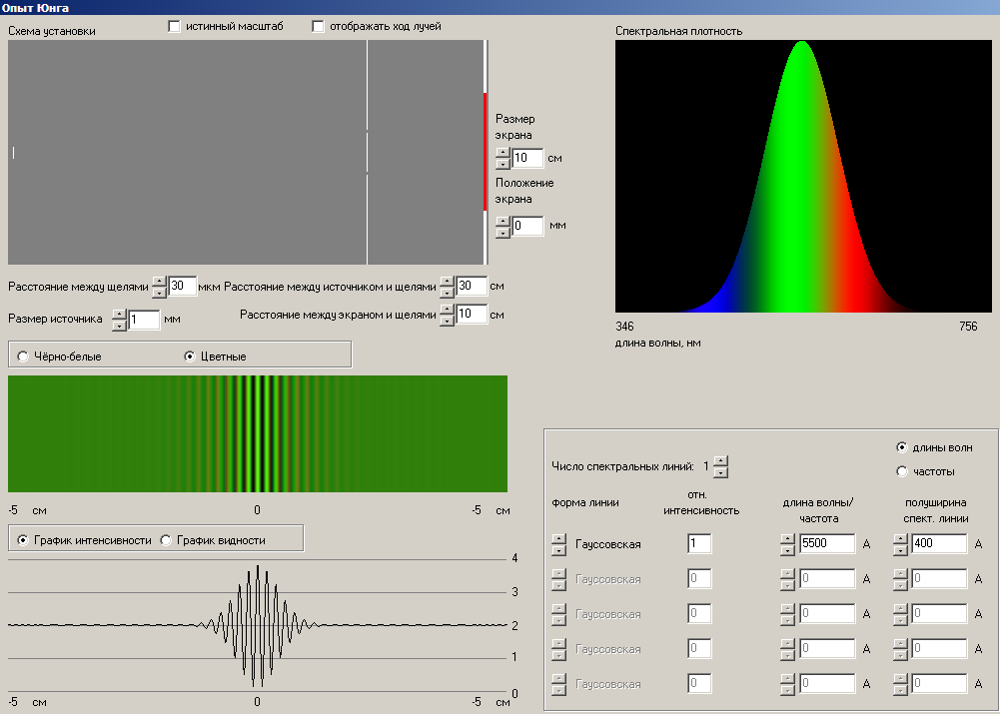 Опыт Юнга
Схема установки
истинный масштаб
отображать ход лучей
Размер
экрана
10 см
Положение
экрана
0 мм
Расстояние между щелями 30 мкм Расстояние между источником и щелями 30 см
Размер источника 1 мм
Расстояние между экраном и щелями 10 см
Чёрно-белые
Цветные
-5 см 0 -5 см
График интенсивности
График видности
4
3
2
1
0
-5 см 0 -5 см
Спектральная плотность
346 756
длина волны, нм
Число спектральных линий: 1
длины волн
частоты
форма линии
отн.
интенсивность
длина волны/
частота
полуширина
спект. линии
Гауссовская 1 5500 A 400 A
Гауссовская 0 0 A 0 A
Гауссовская 0 0 A 0 A
Гауссовская 0 0 A 0 A
Гауссовская 0 0 A 0 A